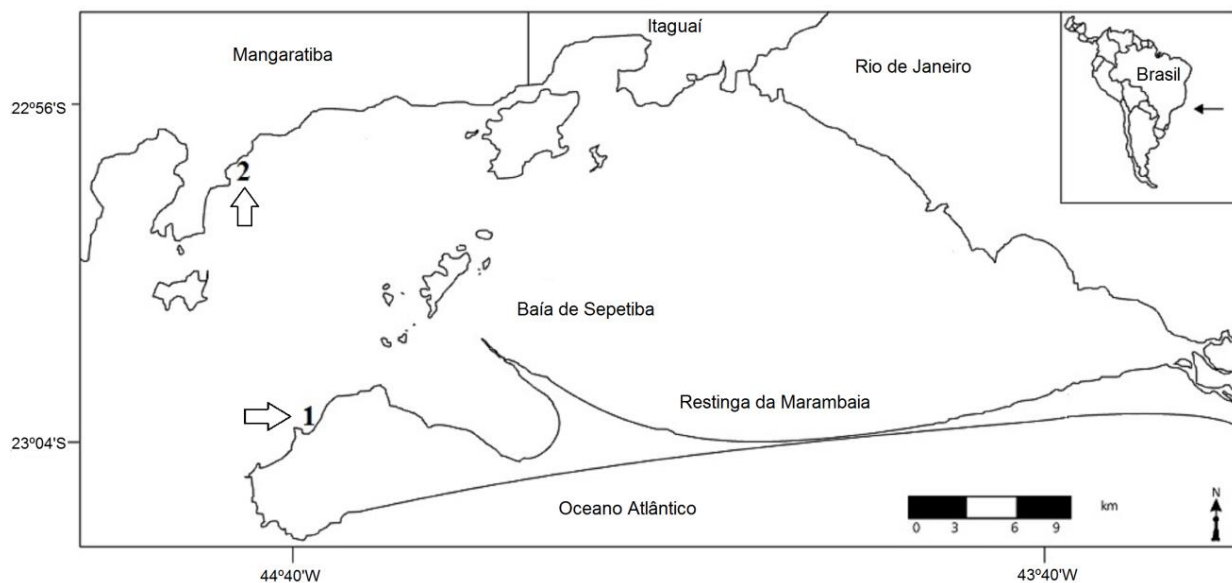 Itaguaí
Mangaratiba
Rio de Janeiro
Brasil
22º56'S
2
Baía de Sepetiba
Restinga da Marambaia
1
23º04'S
Oceano Atlântico
km
N
0 3 6 9
44º40'W
43º40'W